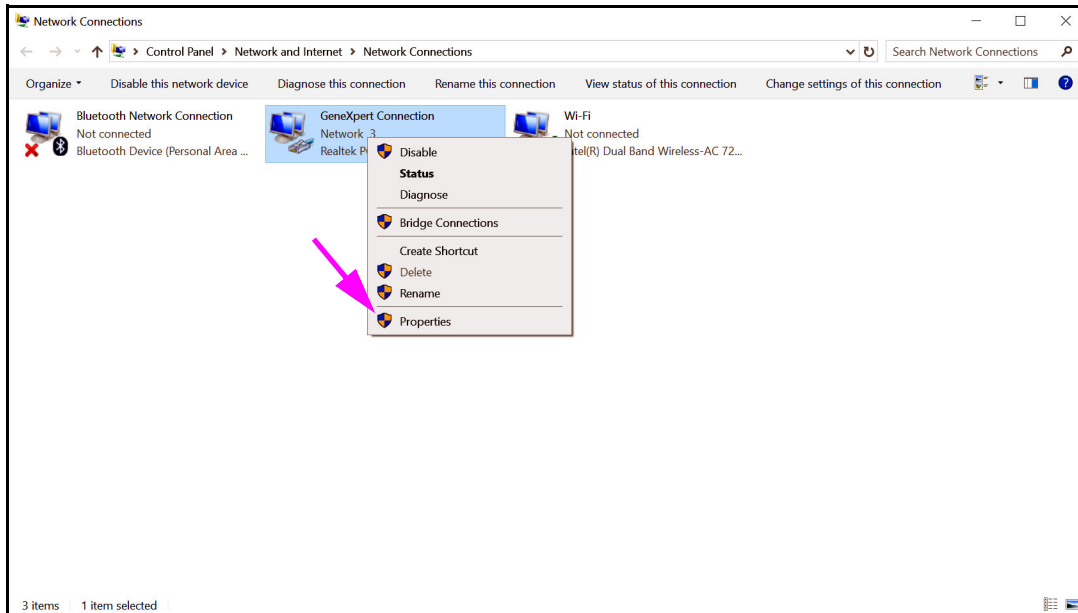 Network Connections
Control Panel > Network and Internet > Network Connections
Search Network Connections
Organize
Disable this network device
Diagnose this connection
Rename this connection
View status of this connection
Change settings of this connection
Bluetooth Network Connection
Not connected
Bluetooth Device (Personal Area ...
GeneXpert Connection
Network 3
Realtek
Wi-Fi
Not connected
Dual Band Wireless-AC 72...
Disable
Status
Diagnose
Bridge Connections
Create Shortcut
Delete
Rename
Properties
3 items
1 item selected